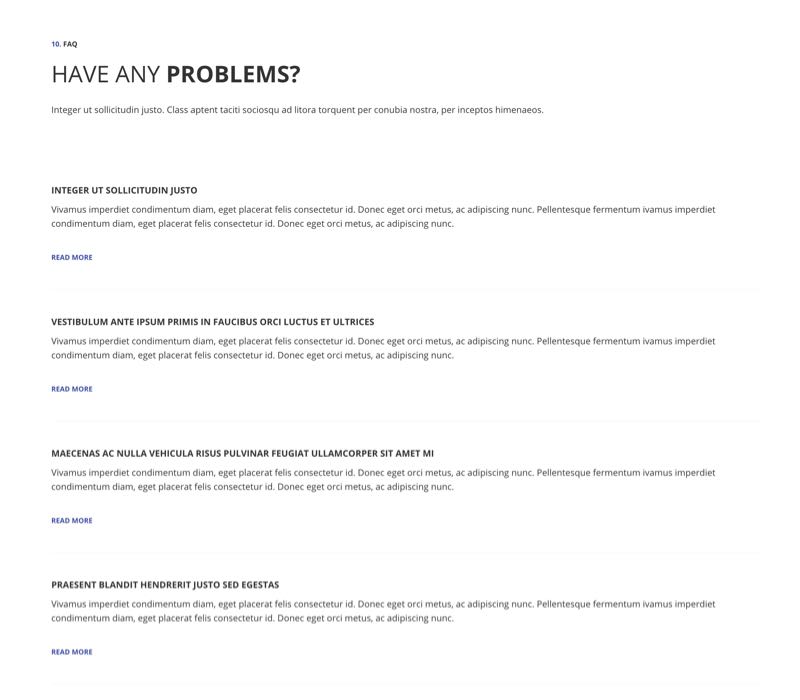 10. FAQ
HAVE ANY PROBLEMS?
Integer ut sollicitudin justo. Class aptent taciti sociosqu ad litora torquent per conubia nostra, per inceptos himenaeos.
INTEGER UT SOLLICITUDIN JUSTO
Vivamus imperdiet condimentum diam, eget placerat felis consectetur id. Donec eget orci metus, ac adipiscing nunc. Pellentesque fermentum ivamus imperdiet
condimentum diam, eget placerat felis consectetur id. Donec eget orci metus, ac adipiscing nunc.
READ MORE
VESTIBULUM ANTE IPSUM PRIMIS IN FAUCIBUS ORCI LUCTUS ET ULTRICES
Vivamus imperdiet condimentum diam, eget placerat felis consectetur id. Donec eget orci metus, ac adipiscing nunc. Pellentesque fermentum ivamus imperdiet
condimentum diam, eget placerat felis consectetur id. Donec eget orci metus, ac adipiscing nunc.
READ MORE
MAECENAS AC NULLA VEHICULA RISUS PULVINAR FEUGIAT ULLAMCORPER SIT AMET MI
Vivamus imperdiet condimentum diam, eget placerat felis consectetur id. Donec eget orci metus, ac adipiscing nunc. Pellentesque fermentum ivamus imperdiet
condimentum diam, eget placerat felis consectetur id. Donec eget orci metus, ac adipiscing nunc.
READ MORE
PRAESENT BLANDIT HENDRERIT JUSTO SED EGESTAS
Vivamus imperdiet condimentum diam, eget placerat felis consectetur id. Donec eget orci metus, ac adipiscing nunc. Pellentesque fermentum ivamus imperdiet
condimentum diam, eget placerat felis consectetur id. Donec eget orci metus, ac adipiscing nunc.
READ MORE